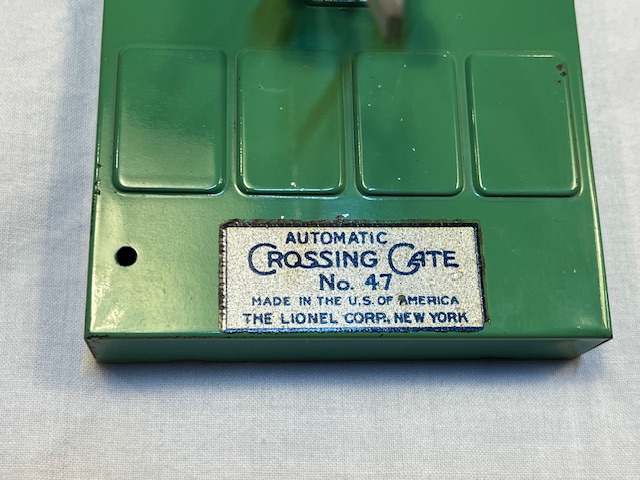 AUTOMATIC
CROSSING GATE
No. 47
MADE IN THE U.S. OF AMERICA
THE LIONEL CORP., NEW YORK